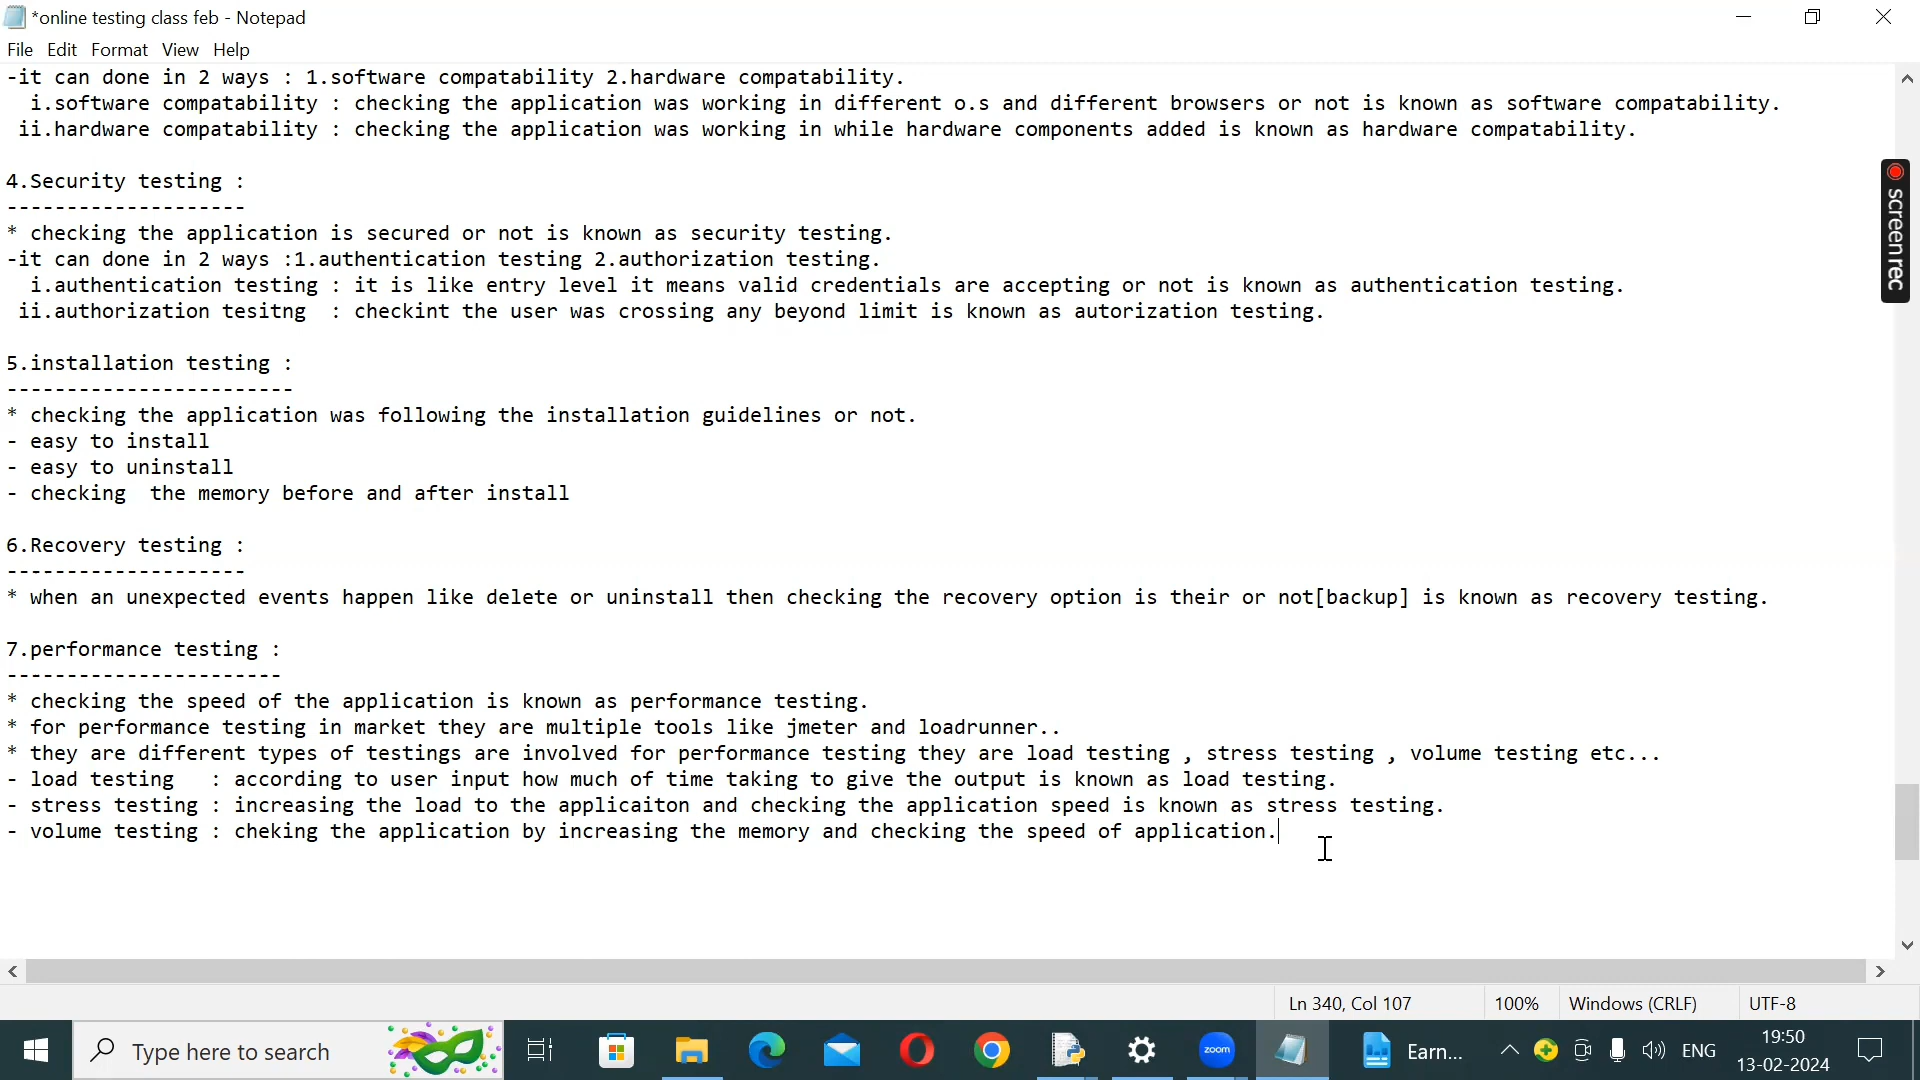 *online testing class feb - Notepad
File Edit Format View Help
-it can done in 2 ways : 1.software compatability 2.hardware compatability.
i.software compatability : checking the application was working in different o.s and different browsers or not is known as software compatability.
ii.hardware compatability : checking the application was working in while hardware components added is known as hardware compatability.
4.Security testing :
--------------------
* checking the application is secured or not is known as security testing.
-it can done in 2 ways :1.authentication testing 2.authorization testing.
i.authentication testing : it is like entry level it means valid credentials are accepting or not is known as authentication testing.
ii.authorization tesitng  : checkint the user was crossing any beyond limit is known as autorization testing.
5.installation testing :
------------------------
* checking the application was following the installation guidelines or not.
- easy to install
- easy to uninstall
- checking  the memory before and after install
6.Recovery testing :
--------------------
* when an unexpected events happen like delete or uninstall then checking the recovery option is their or not[backup] is known as recovery testing.
7.performance testing :
-----------------------
* checking the speed of the application is known as performance testing.
* for performance testing in market they are multiple tools like jmeter and loadrunner..
* they are different types of testings are involved for performance testing they are load testing , stress testing , volume testing etc...
- load testing   : according to user input how much of time taking to give the output is known as load testing.
- stress testing : increasing the load to the applicaiton and checking the application speed is known as stress testing.
- volume testing : cheking the application by increasing the memory and checking the speed of application.
screenrec
Ln 340, Col 107 100% Windows (CRLF) UTF-8
Type here to search zoom Earn... ENG 19:50
13-02-2024